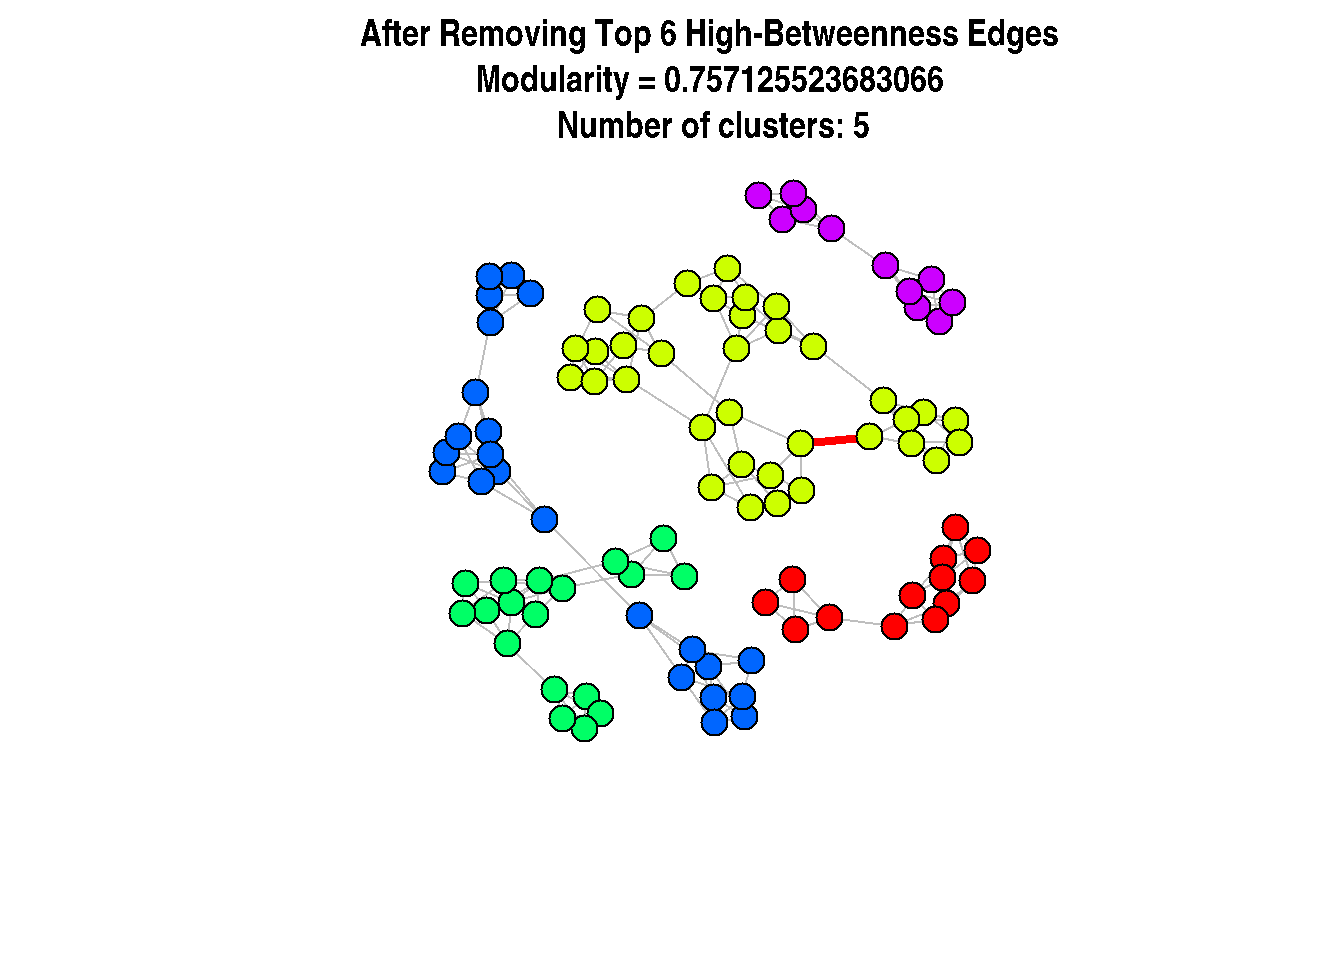 After Removing Top 6 High-Betweenness Edges
Modularity = 0.757125523683066
Number of clusters: 5